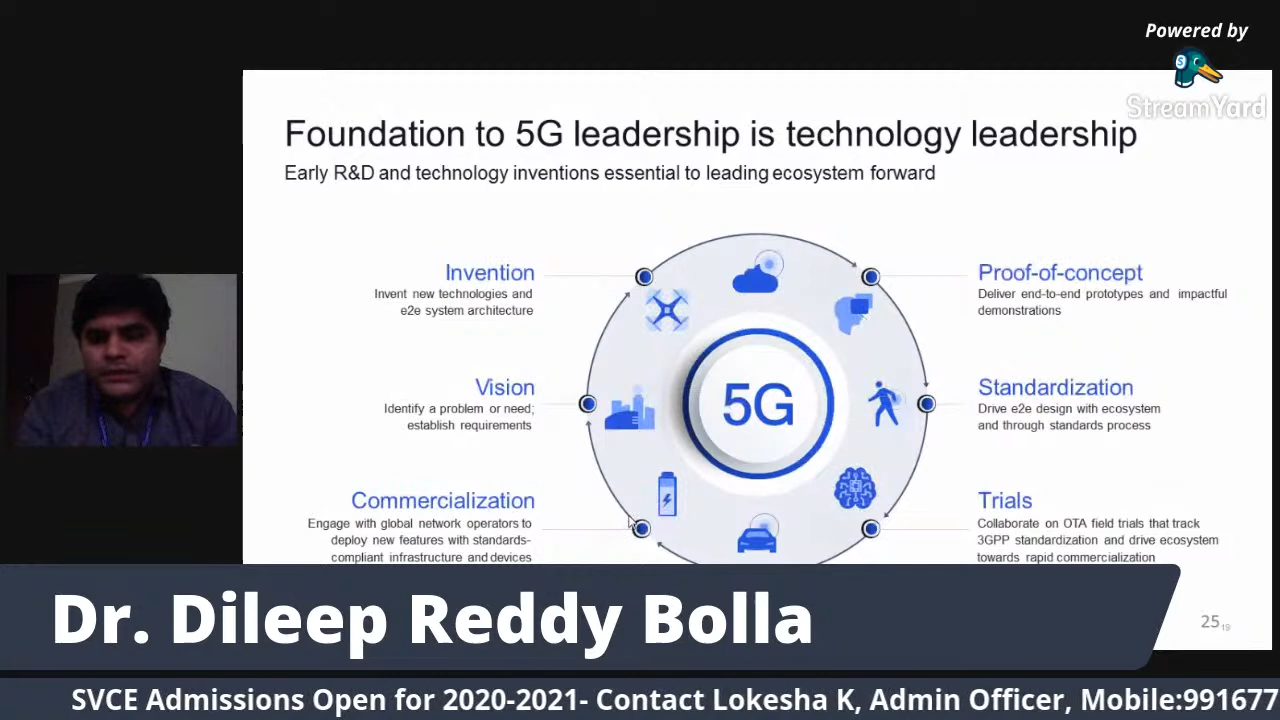 Powered by
StreamYard
Foundation to 5G leadership is technology leadership
Early R&D and technology inventions essential to leading ecosystem forward
Invention
Invent new technologies and
e2e system architecture
Vision
Identify a problem or need;
establish requirements
Commercialization
Engage with global network operators to
deploy new features with standards-
compliant infrastructure and devices
5G
Proof-of-concept
Deliver end-to-end prototypes and impactful
demonstrations
Standardization
Drive e2e design with ecosystem
and through standards process
Trials
Collaborate on OTA field trials that track
3GPP standardization and drive ecosystem
towards rapid commercialization
Dr. Dileep Reddy Bolla
25
19
SVCE Admissions Open for 2020-2021- Contact Lokesha K, Admin Officer, Mobile:991677